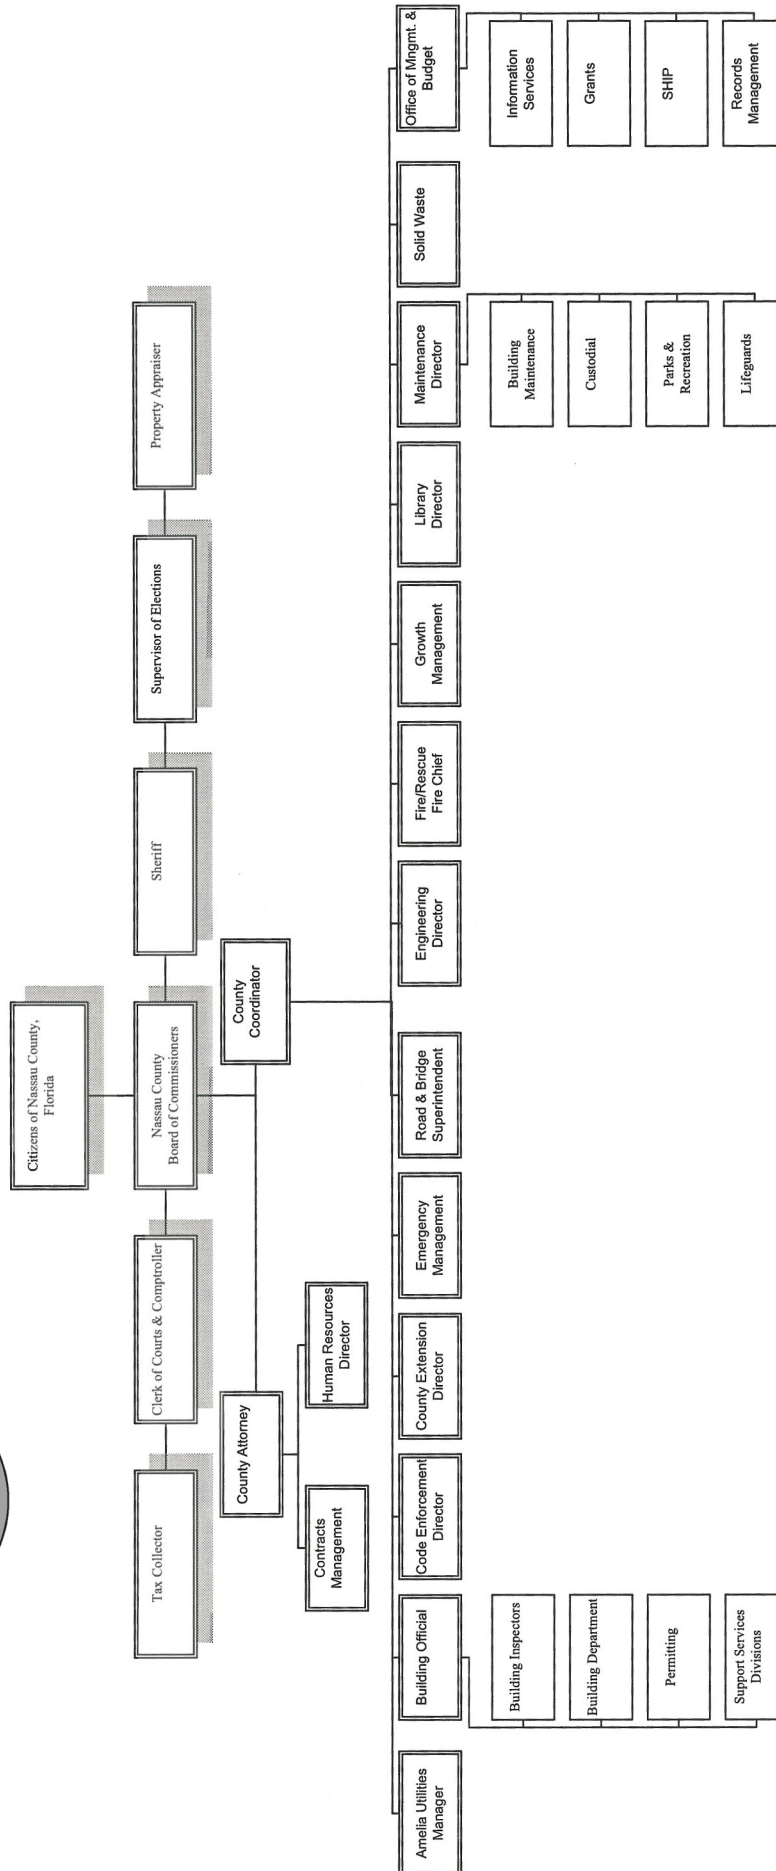 Citizens of Nassau County,
Florida
Tax Collector
Clerk of Courts & Comptroller
Nassau County
Board of Commissioners
Sheriff
Supervisor of Elections
Property Appraiser
County Attorney
County
Coordinator
Contracts
Management
Human Resources
Director
Amelia Utilities
Manager
Building Official
Code Enforcement
Director
County Extension
Director
Emergency
Management
Road & Bridge
Superintendent
Engineering
Director
Fire/Rescue
Fire Chief
Growth
Management
Library
Director
Maintenance
Director
Solid Waste
Office of Mngmt. &
Budget
Building Inspectors
Building Department
Permitting
Support Services
Divisions
Building
Maintenance
Custodial
Parks &
Recreation
Lifeguards
Information
Services
Grants
SHIP
Records
Management